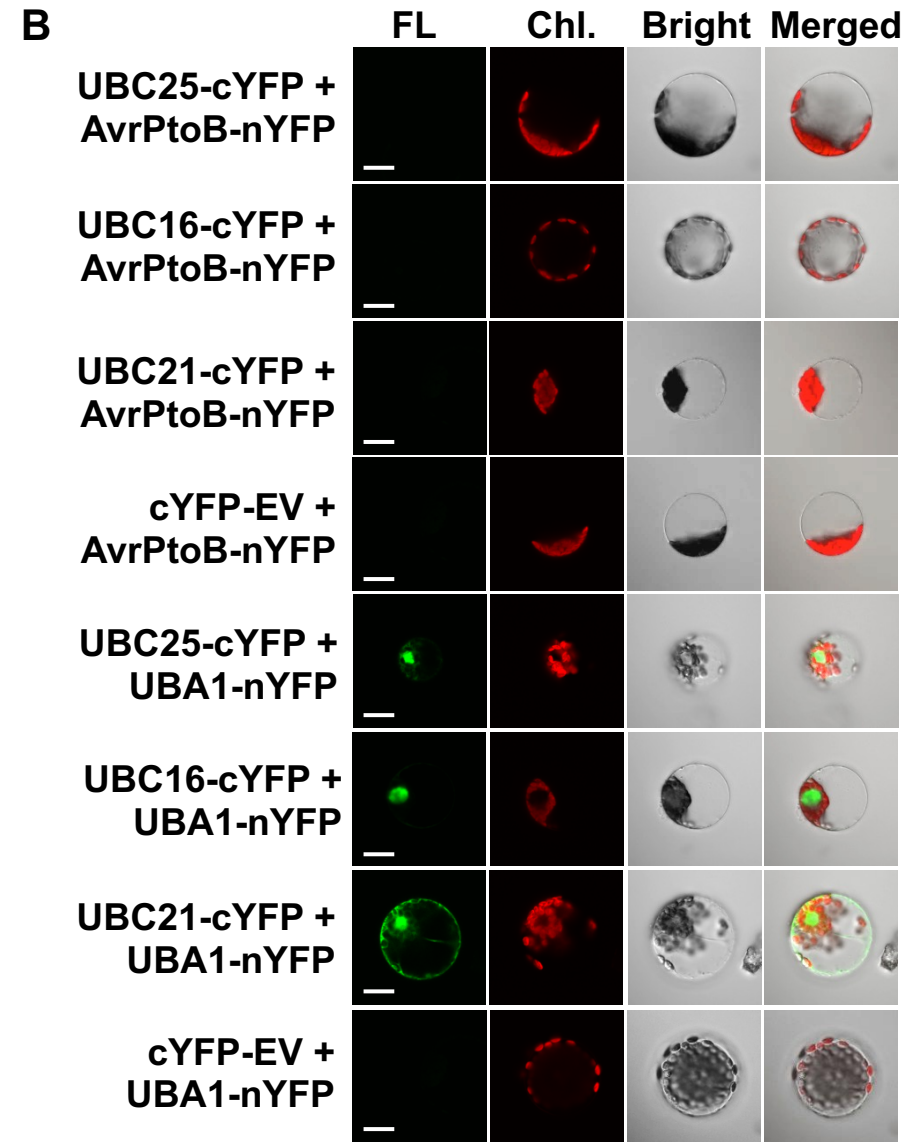 B
FL Chl. Bright Merged
UBC25-cYFP +
AvrPtoB-nYFP
UBC16-cYFP +
AvrPtoB-nYFP
UBC21-cYFP +
AvrPtoB-nYFP
cYFP-EV +
AvrPtoB-nYFP
UBC25-cYFP +
UBA1-nYFP
UBC16-cYFP +
UBA1-nYFP
UBC21-cYFP +
UBA1-nYFP
cYFP-EV +
UBA1-nYFP